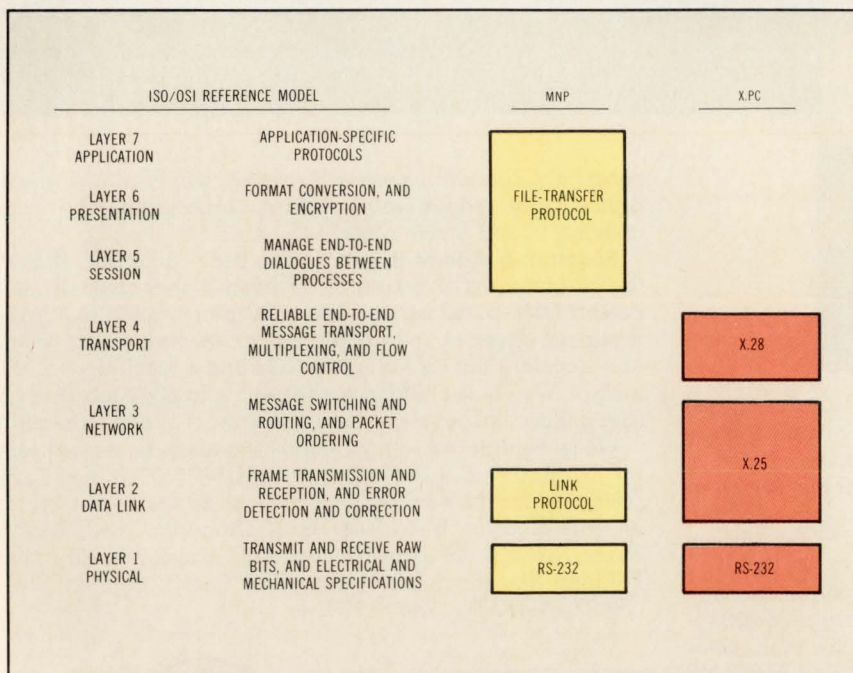 ISO/OSI REFERENCE MODEL MNP X.PC
LAYER 7
APPLICATION
APPLICATION-SPECIFIC
PROTOCOLS
LAYER 6
PRESENTATION
FORMAT CONVERSION, AND
ENCRYPTION
LAYER 5
SESSION
MANAGE END-TO-END
DIALOGUES BETWEEN
PROCESSES
FILE-TRANSFER
PROTOCOL
LAYER 4
TRANSPORT
RELIABLE END-TO-END
MESSAGE TRANSPORT,
MULTIPLEXING, AND FLOW
CONTROL
X.28
LAYER 3
NETWORK
MESSAGE SWITCHING AND
ROUTING, AND PACKET
ORDERING
X.25
LAYER 2
DATA LINK
FRAME TRANSMISSION AND
RECEPTION, AND ERROR
DETECTION AND CORRECTION
LINK
PROTOCOL
LAYER 1
PHYSICAL
TRANSMIT AND RECEIVE RAW
BITS, AND ELECTRICAL AND
MECHANICAL SPECIFICATIONS
RS-232
RS-232